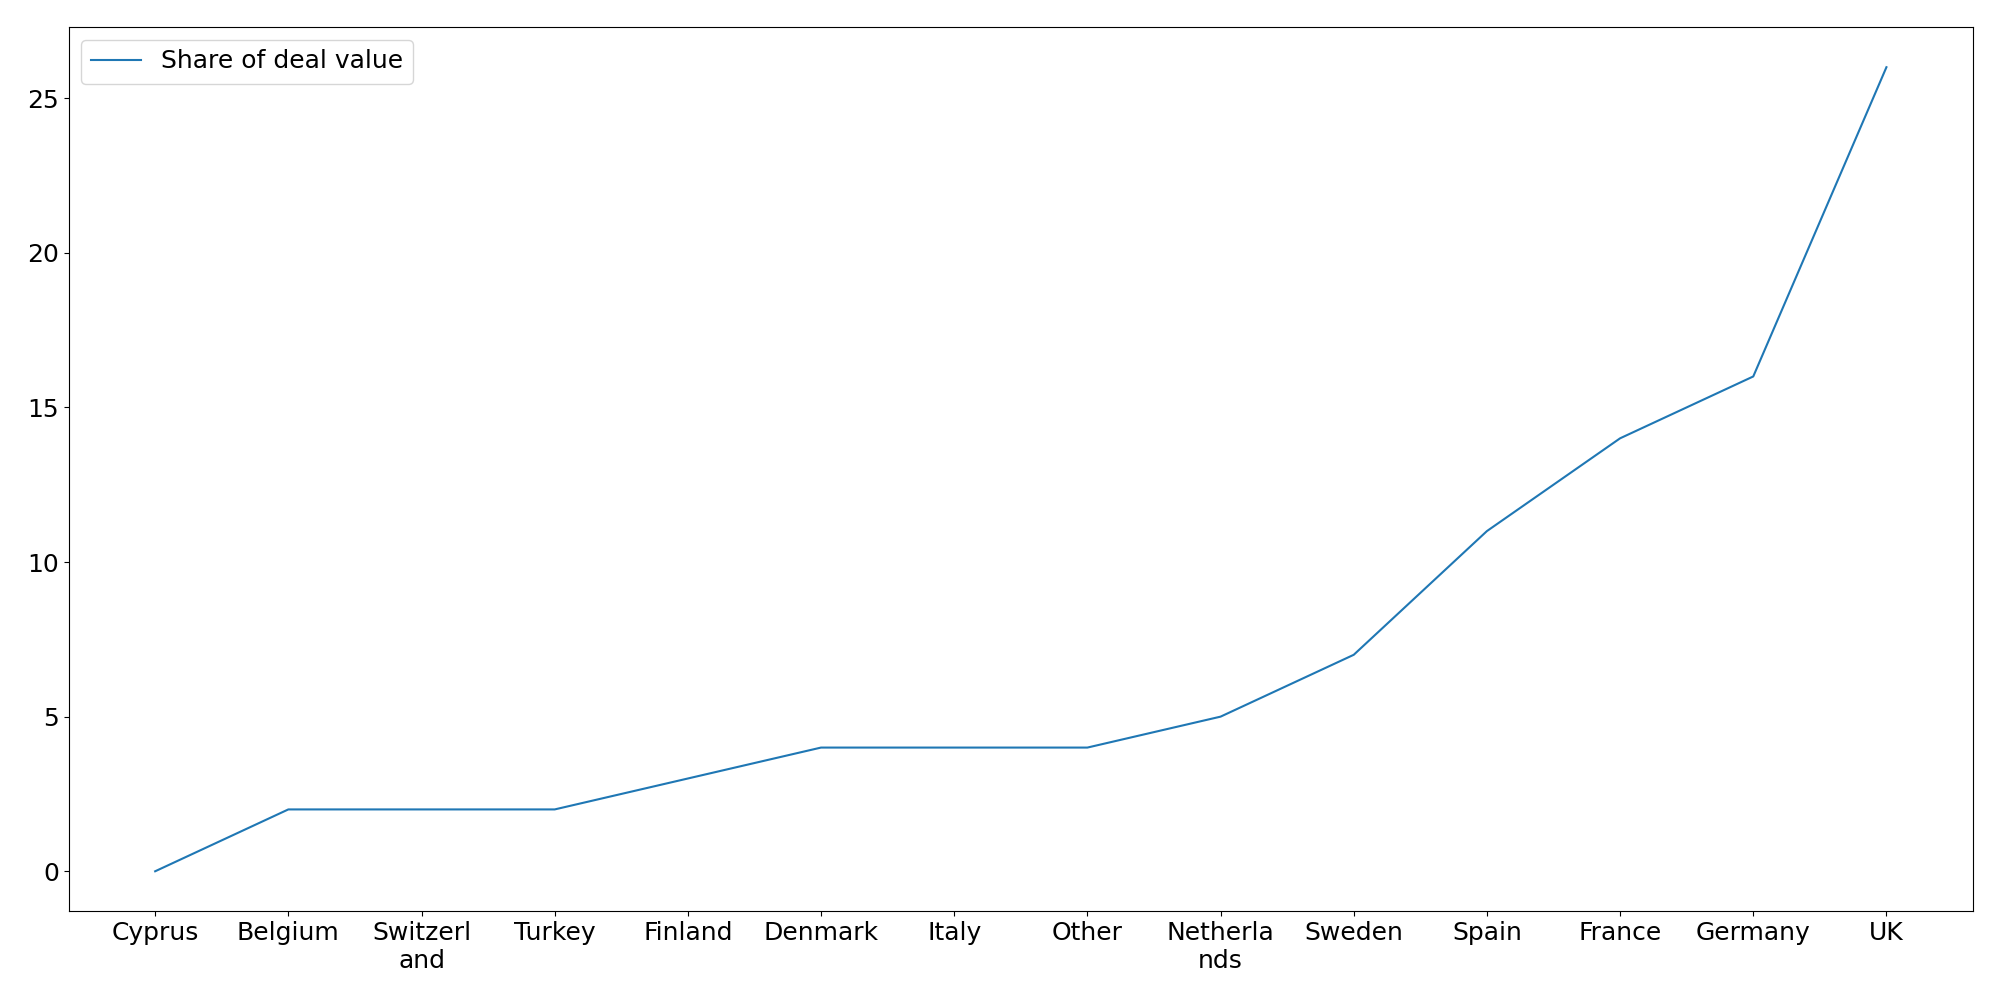 Share of deal value
25
20
15
10
5
0
Cyprus Belgium Switzerl Turkey Finland Denmark Italy Other Netherla Sweden Spain France Germany UK
and nds